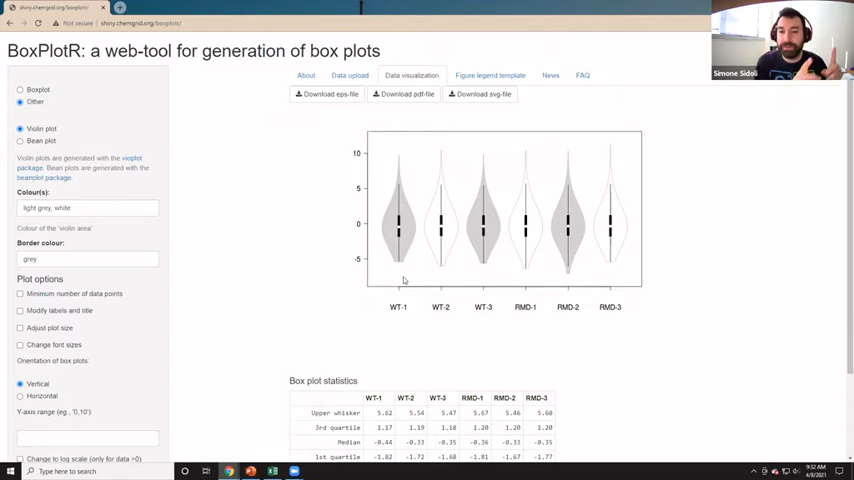 shiny.chemgrid.org/boxplotr/
Not secure | shiny.chemgrid.org/boxplotr/
BoxPlotR: a web-tool for generation of box plots
Boxplot
Other
Violin plot
Bean plot
Violin plots are generated with the vioplot
package. Bean plots are generated with the
beanplot package.
Colour(s):
light grey, white
Colour of the 'violin area'
Border colour:
grey
Plot options
Minimum number of data points
Modify labels and title
Adjust plot size
Change font sizes
Orientation of box plots:
Vertical
Horizontal
Y-axis range (eg., '0,10'):
Change to log scale (only for data >0)
About Data upload Data visualization Figure legend template News FAQ
Download eps-file Download pdf-file Download svg-file
10
5
0
-5
WT-1 WT-2 WT-3 RMD-1 RMD-2 RMD-3
Box plot statistics
WT-1 WT-2 WT-3 RMD-1 RMD-2 RMD-3
Upper whisker 5.62 5.54 5.47 5.67 5.46 5.60
3rd quartile 1.17 1.19 1.18 1.20 1.20 1.20
Median -0.44 -0.33 -0.35 -0.36 -0.33 -0.35
1st quartile -1.82 -1.72 -1.68 -1.81 -1.67 -1.77
Simone Sidoli
Type here to search
9:32 AM
4/8/2021